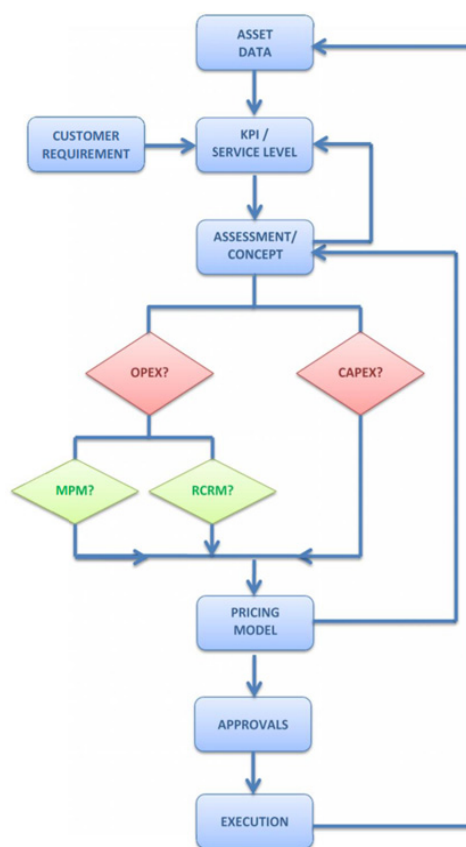 ASSET
DATA
CUSTOMER
REQUIREMENT
KPI /
SERVICE LEVEL
ASSESSMENT/
CONCEPT
OPEX?
CAPEX?
MPM?
RCRM?
PRICING
MODEL
APPROVALS
EXECUTION